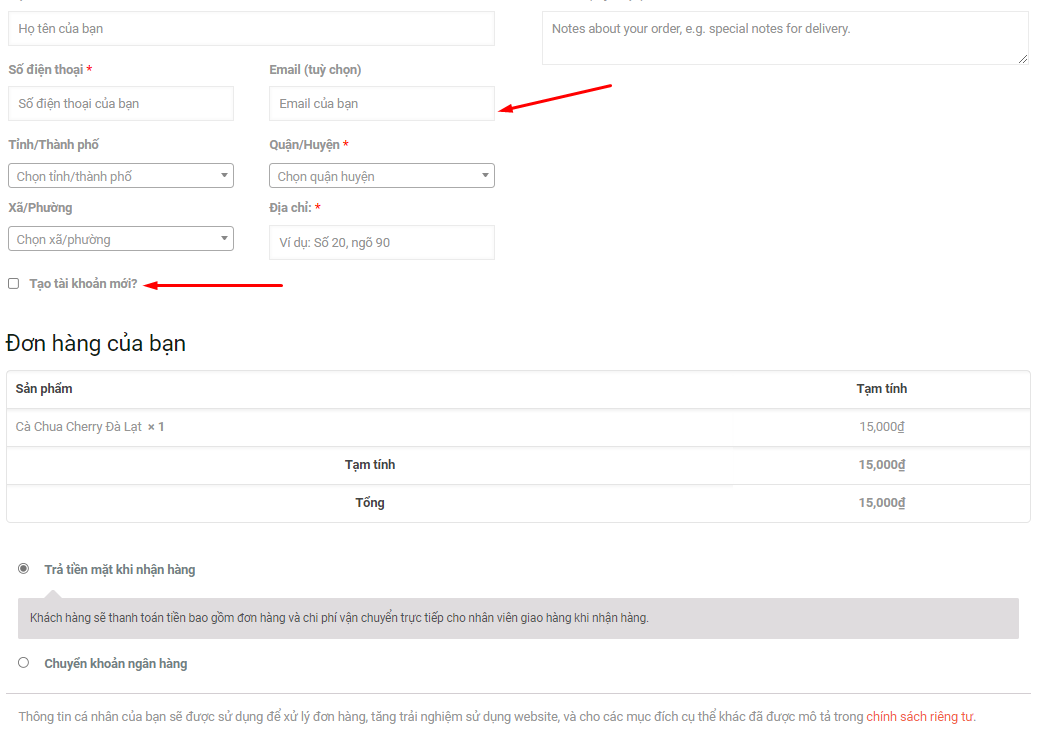 Họ tên của bạn
Notes about your order, e.g. special notes for delivery.
Số điện thoại *
Email (tuỳ chọn)
Số điện thoại của bạn
Email của bạn
Tỉnh/Thành phố
Quận/Huyện *
Chọn tỉnh/thành phố
Chọn quận huyện
Xã/Phường
Địa chỉ: *
Chọn xã/phường
Ví dụ: Số 20, ngõ 90
Tạo tài khoản mới?
Đơn hàng của bạn
Sản phẩm
Tạm tính
Cà Chua Cherry Đà Lạt × 1
15,000₫
Tạm tính
15,000₫
Tổng
15,000₫
Trả tiền mặt khi nhận hàng
Khách hàng sẽ thanh toán tiền bao gồm đơn hàng và chi phí vận chuyển trực tiếp cho nhân viên giao hàng khi nhận hàng.
Chuyển khoản ngân hàng
Thông tin cá nhân của bạn sẽ được sử dụng để xử lý đơn hàng, tăng trải nghiệm sử dụng website, và cho các mục đích cụ thể khác đã được mô tả trong chính sách riêng tư.